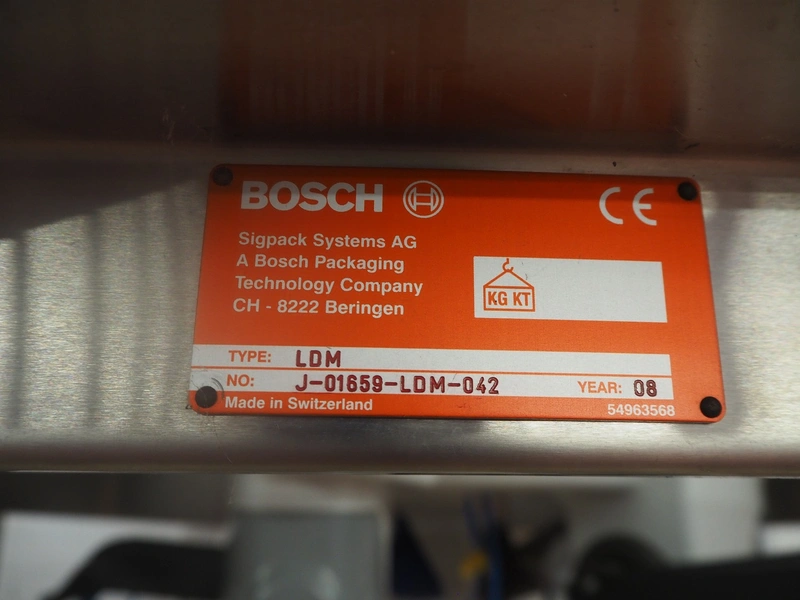 BOSCH
CE
Sigpack Systems AG
A Bosch Packaging
Technology Company
CH - 8222 Beringen
KG KT
TYPE: LDM
NO: J-01659-LDM-042 YEAR: 08
Made in Switzerland 54963568